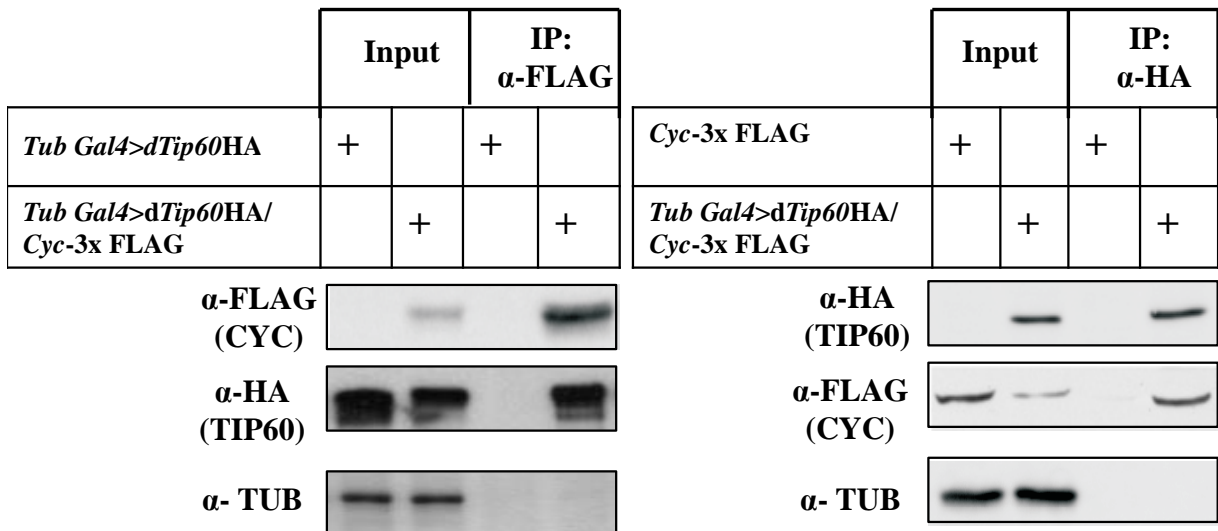 Input
IP:
α-FLAG
Tub Gal4>dTip60HA
+
+
Tub Gal4>dTip60HA/
Cyc-3x FLAG
+
+
α-FLAG
(CYC)
α-HA
(TIP60)
α- TUB
Input
IP:
α-HA
Cyc-3x FLAG
+
+
Tub Gal4>dTip60HA/
Cyc-3x FLAG
+
+
α-HA
(TIP60)
α-FLAG
(CYC)
α- TUB